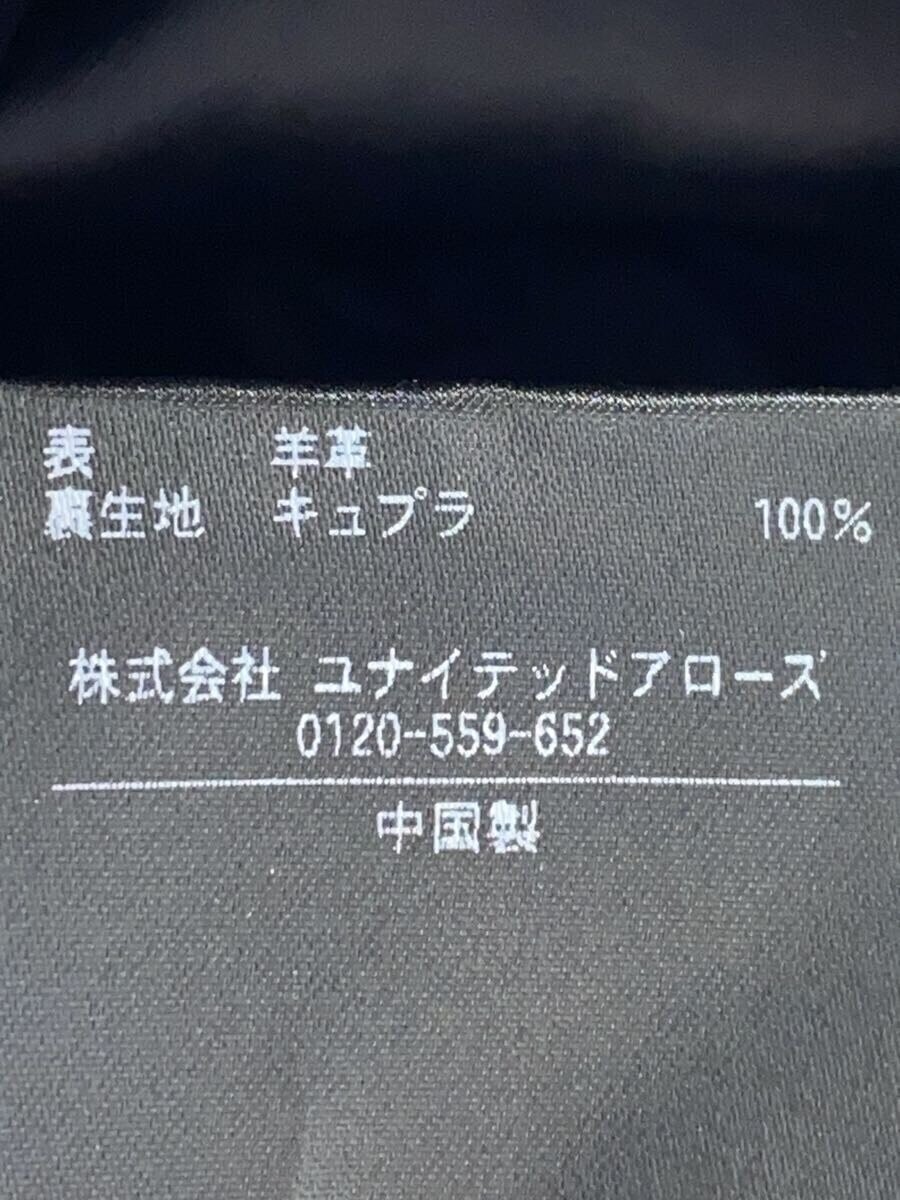 表 羊革
裏生地 キュプラ 100%
株式会社 ユナイテッドアローズ
0120-559-652
中国製